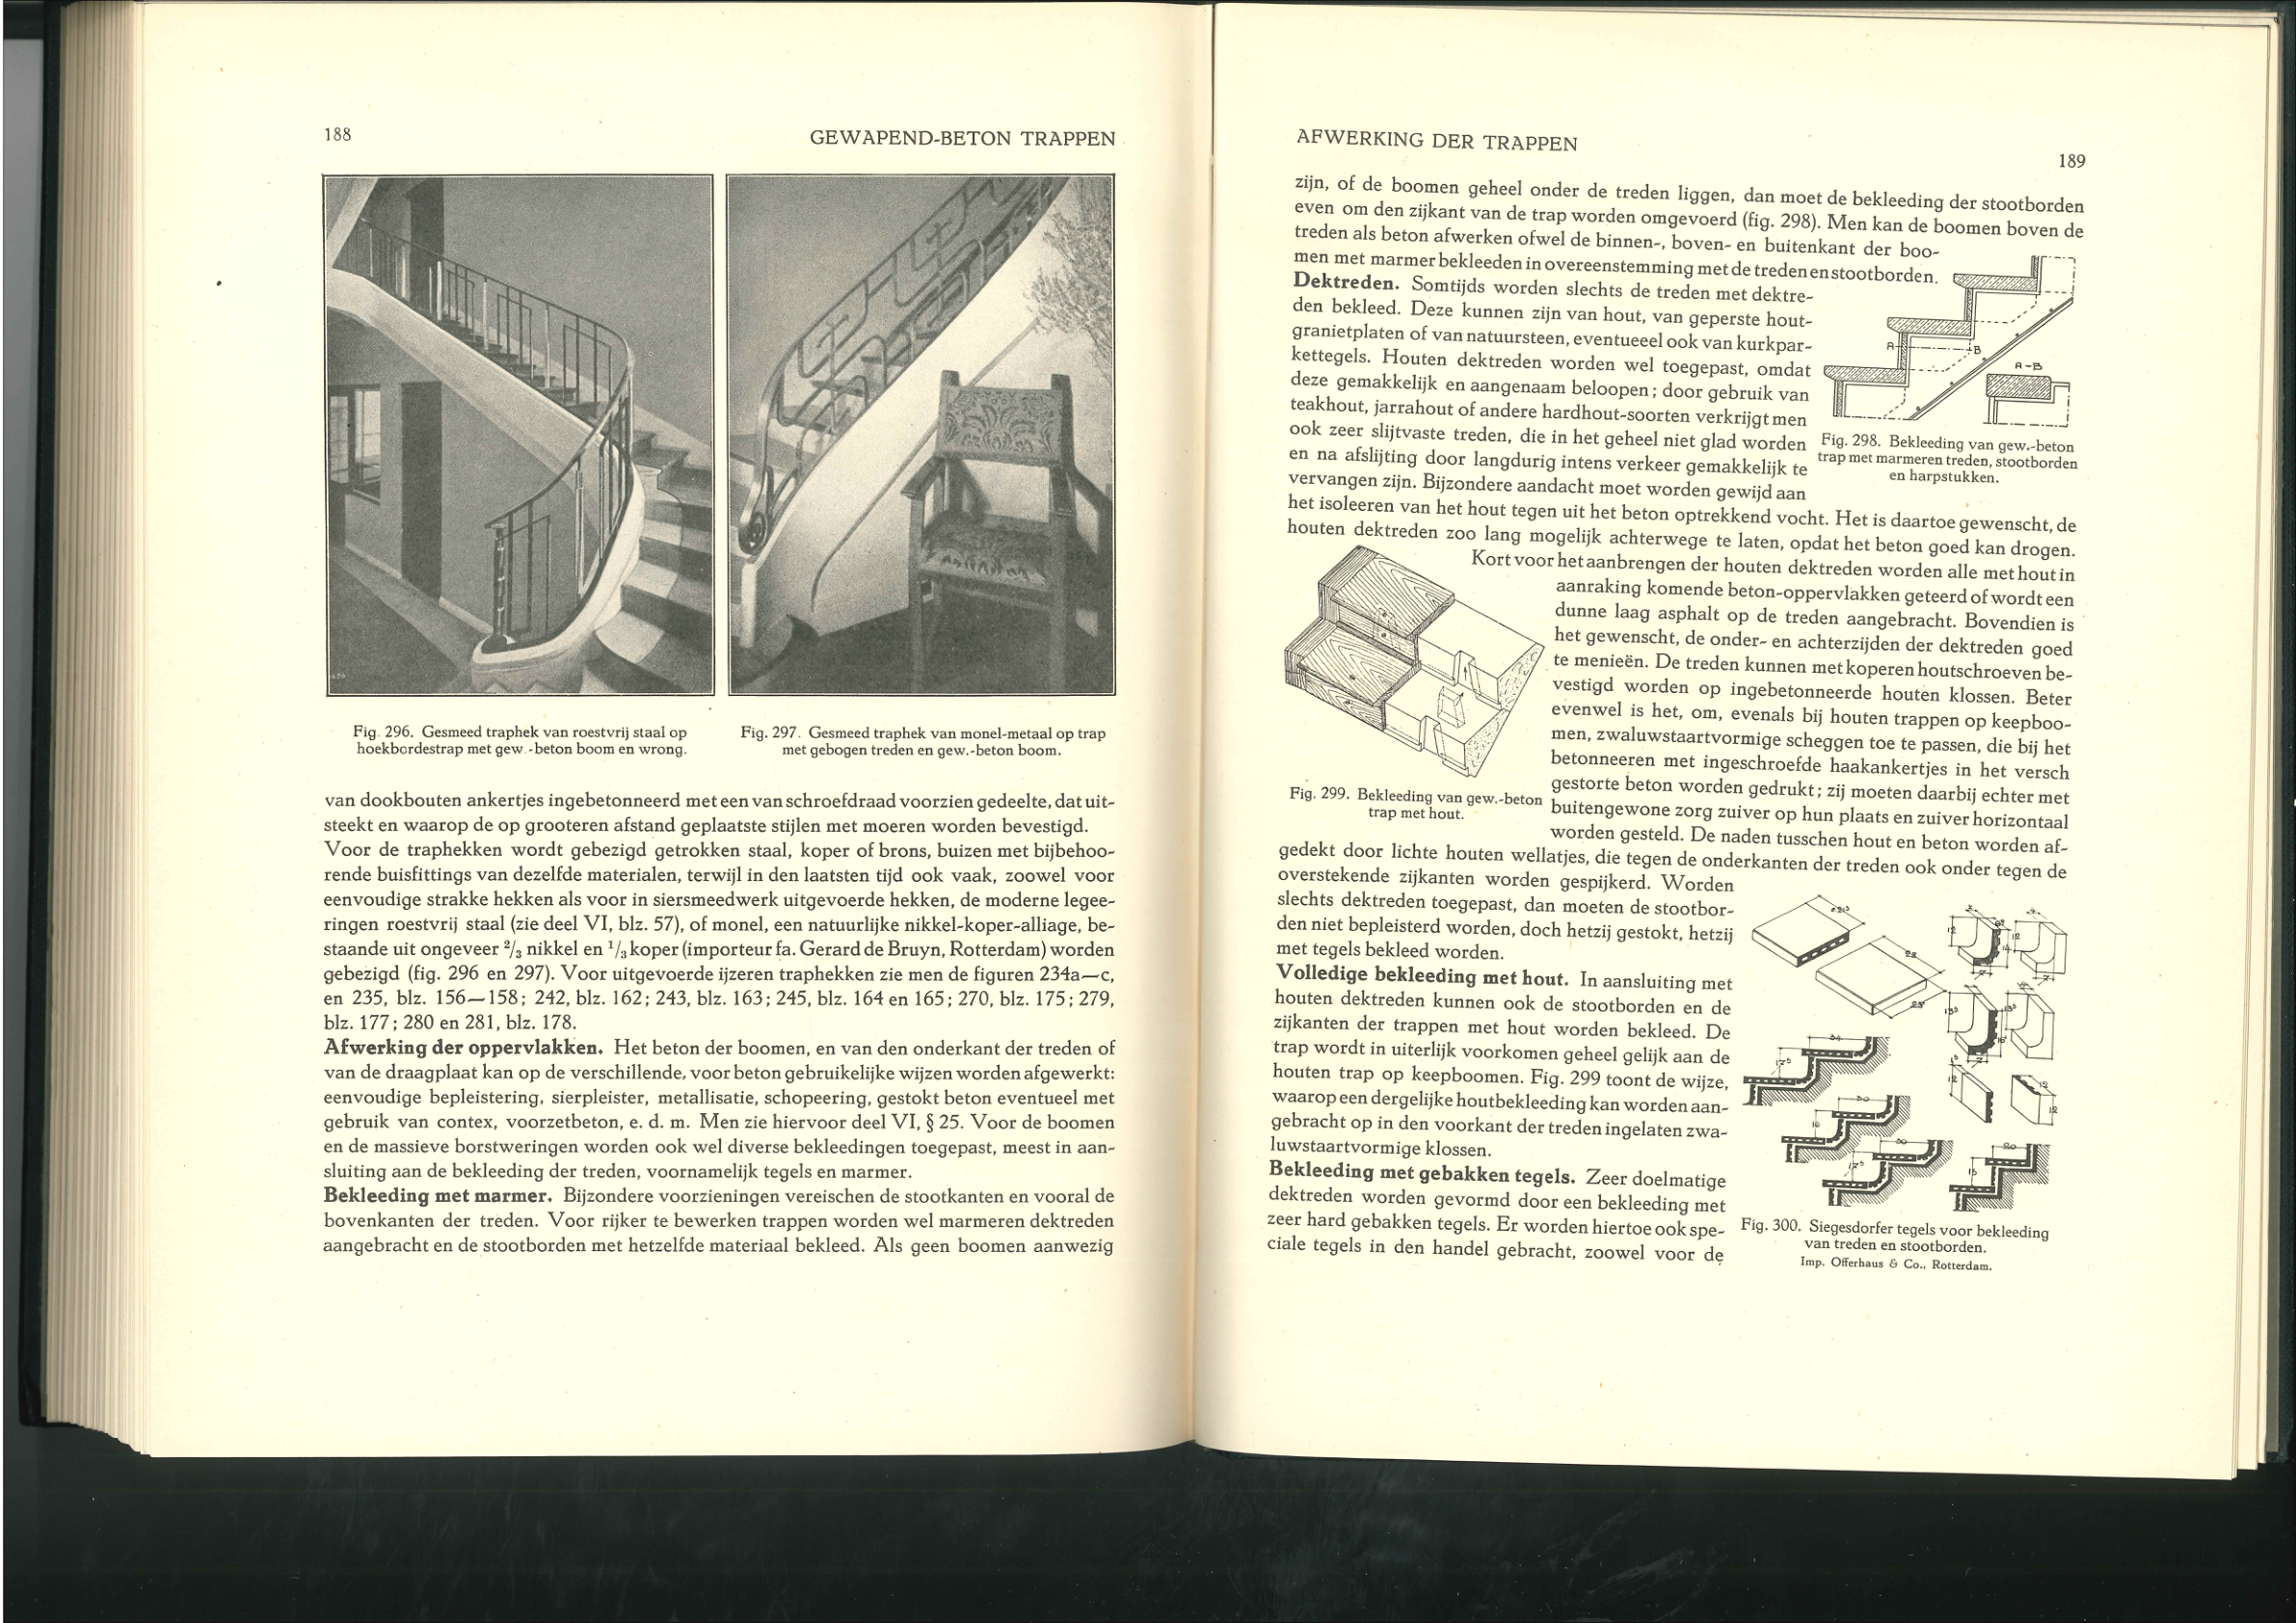 188
GEWAPEND-BETON TRAPPEN
Fig. 296. Gesmeed traphek van roestvrij staal op
hoekbordestrap met gew.-beton boom en wrong.
Fig. 297. Gesmeed traphek van monel-metaal op trap
met gebogen treden en gew.-beton boom.
van dookbouten ankertjes ingebetonneerd met een van schroefdraad voorzien gedeelte, dat uit-
steekt en waarop de op grooteren afstand geplaatste stijlen met moeren worden bevestigd.
Voor de traphekken wordt gebezigd getrokken staal, koper of brons, buizen met bijbehoo-
rende buisfittings van dezelfde materialen, terwijl in den laatsten tijd ook vaak, zoowel voor
eenvoudige strakke hekken als voor in siersmeedwerk uitgevoerde hekken, de moderne legee-
ringen roestvrij staal (zie deel VI, blz. 57), of monel, een natuurlijke nikkel-koper-alliage, be-
staande uit ongeveer 2/3 nikkel en 1/3 koper (importeur fa. Gerard de Bruyn, Rotterdam) worden
gebezigd (fig. 296 en 297). Voor uitgevoerde ijzeren traphekken zie men de figuren 234a—c,
en 235, blz. 156—158; 242, blz. 162; 243, blz. 163; 245, blz. 164 en 165; 270, blz. 175; 279,
blz. 177; 280 en 281, blz. 178.
Afwerking der oppervlakken. Het beton der boomen, en van den onderkant der treden of
van de draagplaat kan op de verschillende, voor beton gebruikelijke wijzen worden afgewerkt:
eenvoudige bepleistering, sierpleister, metallisatie, schopeering, gestokt beton eventueel met
gebruik van contex, voorzetbeton, e. d. m. Men zie hiervoor deel VI, § 25. Voor de boomen
en de massieve borstweringen worden ook wel diverse bekleedingen toegepast, meest in aan-
sluiting aan de bekleeding der treden, voornamelijk tegels en marmer.
Bekleeding met marmer. Bijzondere voorzieningen vereischen de stootkanten en vooral de
bovenkanten der treden. Voor rijker te bewerken trappen worden wel marmeren dektreden
aangebracht en de stootborden met hetzelfde materiaal bekleed. Als geen boomen aanwezig
AFWERKING DER TRAPPEN
189
zijn, of de boomen geheel onder de treden liggen, dan moet de bekleeding der stootborden
even om den zijkant van de trap worden omgevoerd (fig. 298). Men kan de boomen boven de
treden als beton afwerken ofwel de binnen-, boven- en buitenkant der boo-
men met marmer bekleeden in overeenstemming met de treden en stootborden.
Dektreden. Somtijds worden slechts de treden met dektre-
den bekleed. Deze kunnen zijn van hout, van geperste hout-
granietplaten of van natuursteen, eventueeel ook van kurkpar-
kettegels. Houten dektreden worden wel toegepast, omdat
deze gemakkelijk en aangenaam beloopen; door gebruik van
teakhout, jarrahout of andere hardhout-soorten verkrijgt men
ook zeer slijtvaste treden, die in het geheel niet glad worden
en na afslijting door langdurig intens verkeer gemakkelijk te
vervangen zijn. Bijzondere aandacht moet worden gewijd aan
A
B
A-B
Fig. 298. Bekleeding van gew.-beton
trap met marmeren treden, stootborden
en harpstukken.
het isoleeren van het hout tegen uit het beton optrekkend vocht. Het is daartoe gewenscht, de
houten dektreden zoo lang mogelijk achterwege te laten, opdat het beton goed kan drogen.
Kort voor het aanbrengen der houten dektreden worden alle met hout in
aanraking komende beton-oppervlakken geteerd of wordt een
dunne laag asphalt op de treden aangebracht. Bovendien is
het gewenscht, de onder- en achterzijden der dektreden goed
te menieën. De treden kunnen met koperen houtschroeven be-
vestigd worden op ingebetonneerde houten klossen. Beter
evenwel is het, om, evenals bij houten trappen op keepboo-
men, zwaluwstaartvormige scheggen toe te passen, die bij het
betonneeren met ingeschroefde haakankertjes in het versch
gestorte beton worden gedrukt; zij moeten daarbij echter met
buitengewone zorg zuiver op hun plaats en zuiver horizontaal
worden gesteld. De naden tusschen hout en beton worden af-
Fig. 299. Bekleeding van gew.-beton
trap met hout.
gedekt door lichte houten wellatjes, die tegen de onderkanten der treden ook onder tegen de
overstekende zijkanten worden gespijkerd. Worden
slechts dektreden toegepast, dan moeten de stootbor-
den niet bepleisterd worden, doch hetzij gestokt, hetzij
met tegels bekleed worden.
Volledige bekleeding met hout. In aansluiting met
houten dektreden kunnen ook de stootborden en de
zijkanten der trappen met hout worden bekleed. De
trap wordt in uiterlijk voorkomen geheel gelijk aan de
houten trap op keepboomen. Fig. 299 toont de wijze,
waarop een dergelijke houtbekleeding kan worden aan-
gebracht op in den voorkant der treden ingelaten zwa-
luwstaartvormige klossen.
Bekleeding met gebakken tegels. Zeer doelmatige
dektreden worden gevormd door een bekleeding met
zeer hard gebakken tegels. Er worden hiertoe ook spe-
ciale tegels in den handel gebracht, zoowel voor de
Fig. 300. Siegesdorfer tegels voor bekleeding
van treden en stootborden.
Imp. Offerhaus & Co., Rotterdam.